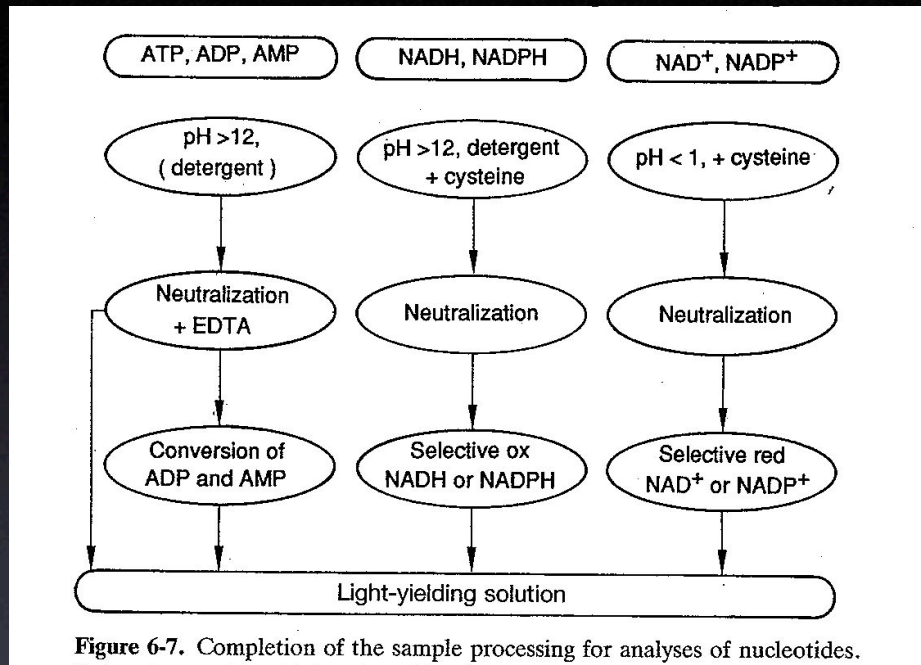 ATP, ADP, AMP
NADH, NADPH
NAD+, NADP+
pH >12,
( detergent )
pH >12, detergent
+ cysteine
pH < 1, + cysteine
Neutralization
+ EDTA
Neutralization
Neutralization
Conversion of
ADP and AMP
Selective ox
NADH or NADPH
Selective red
NAD+ or NADP+
Light-yielding solution
Figure 6-7. Completion of the sample processing for analyses of nucleotides.